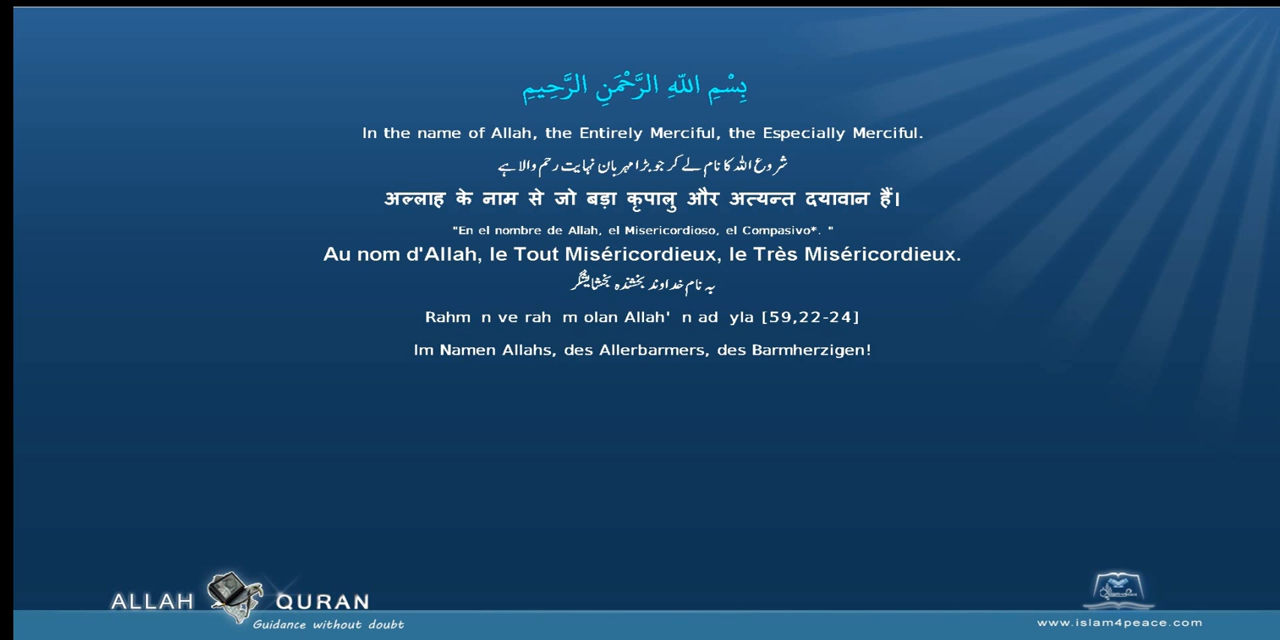 بِسْمِ اللّهِ الرَّحْمَنِ الرَّحِيمِ
In the name of Allah, the Entirely Merciful, the Especially Merciful.
شروع الله کا نام لے کر جو بڑا مہربان نہایت رحم والا ہے
अल्लाह के नाम से जो बड़ा कृपालु और अत्यन्त दयावान हैं।
"En el nombre de Allah, el Misericordioso, el Compasivo*. "
Au nom d'Allah, le Tout Miséricordieux, le Très Miséricordieux.
به نام خداوند بخشنده بخشایشگر
Rahm n ve rah m olan Allah' n ad yla [59,22-24]
Im Namen Allahs, des Allerbarmers, des Barmherzigen!
ALLAH QURAN
Guidance without doubt
www.islam4peace.com